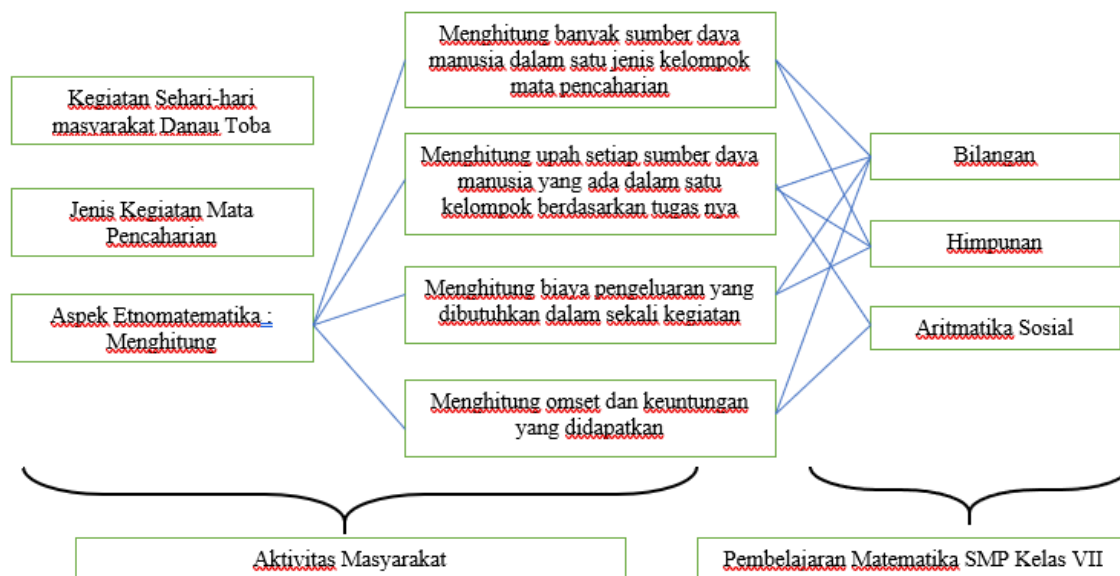 Kegiatan Sehari-hari
masyarakat Danau Toba
Jenis Kegiatan Mata
Pencaharian
Aspek Etnomatematika :
Menghitung
Menghitung banyak sumber daya
manusia dalam satu jenis kelompok
mata pencaharian
Menghitung upah setiap sumber daya
manusia yang ada dalam satu
kelompok berdasarkan tugas nya
Menghitung biaya pengeluaran yang
dibutuhkan dalam sekali kegiatan
Menghitung omset dan keuntungan
yang didapatkan
Bilangan
Himpunan
Aritmatika Sosial
Aktivitas Masyarakat
Pembelajaran Matematika SMP Kelas VII